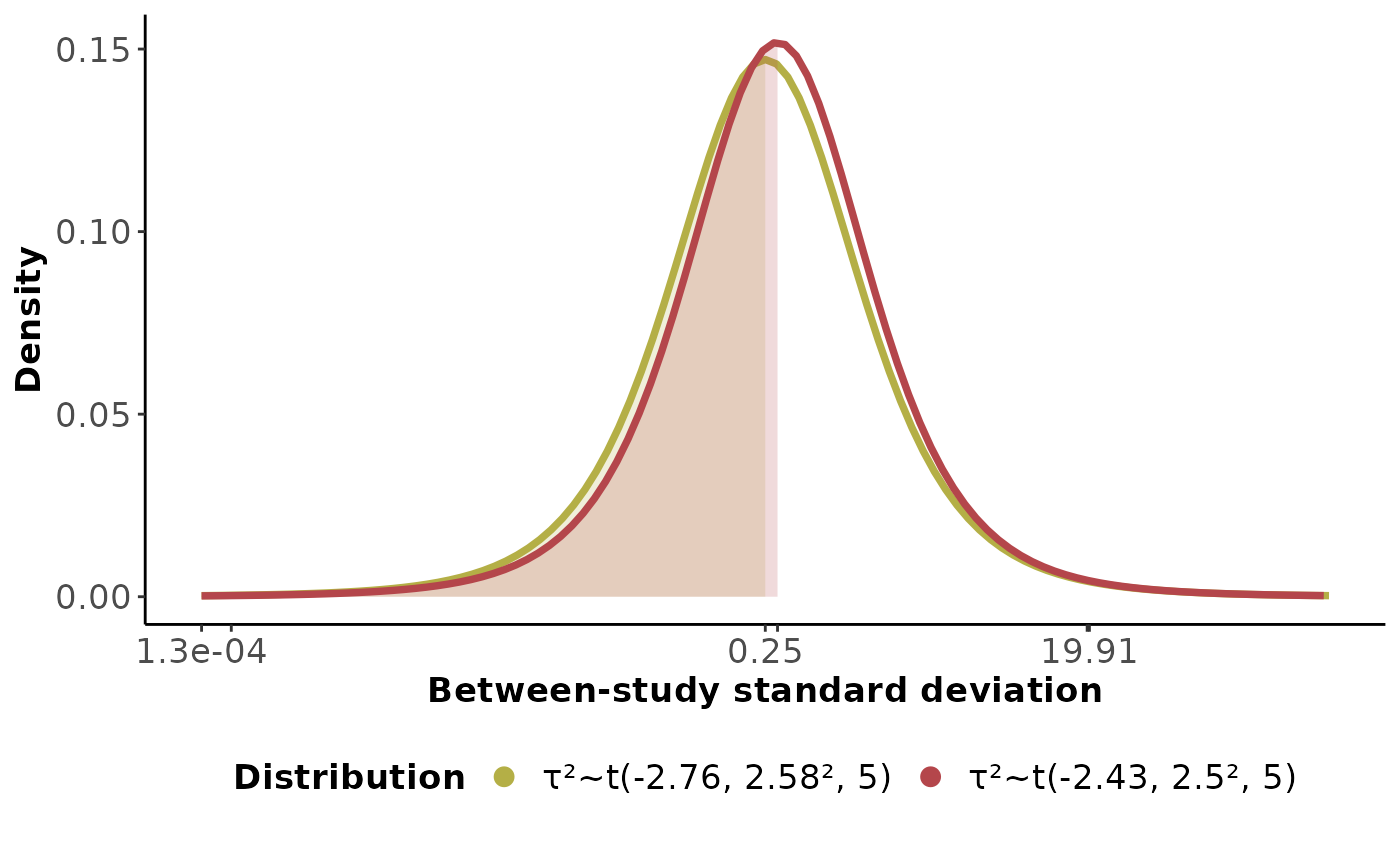 0.15
0.10
0.05
0.00
Density
1.3e-04 0.25 19.91
Between-study standard deviation
Distribution τ²~t(-2.76, 2.58², 5) τ²~t(-2.43, 2.5², 5)